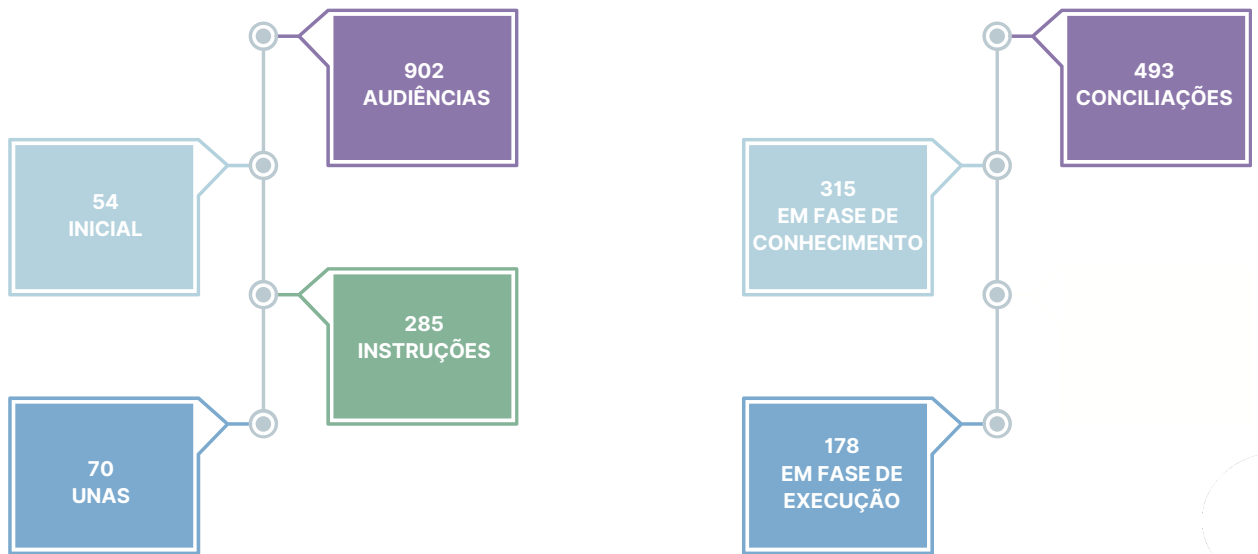 902
AUDIÊNCIAS
54
INICIAL
285
INSTRUÇÕES
70
UNAS
493
CONCILIAÇÕES
315
EM FASE DE
CONHECIMENTO
178
EM FASE DE
EXECUÇÃO